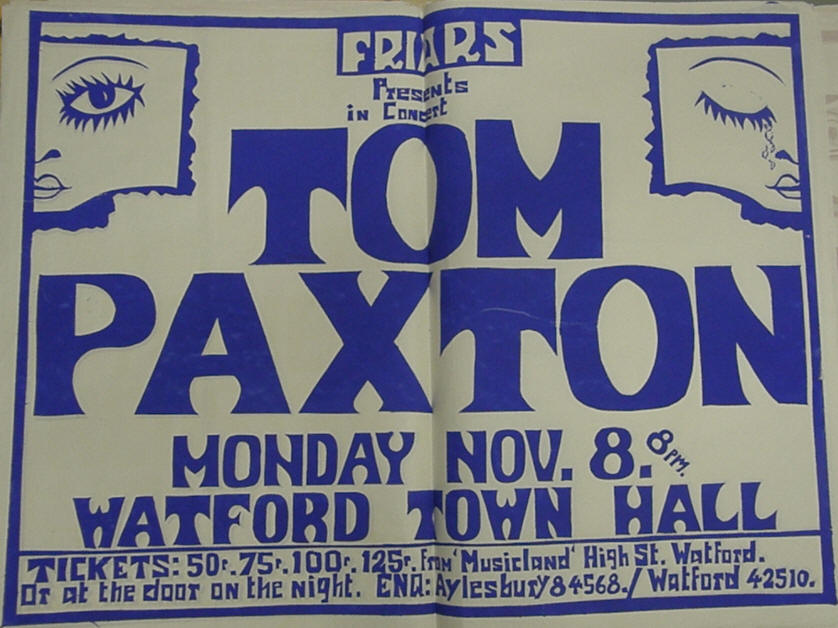 FRIARS
Presents
in Concert
TOM
PAXTON
MONDAY NOV. 8. 8PM.
WATFORD TOWN HALL
TICKETS: 50P. 75P. 100P. 125P. From 'Musicland' High St. Watford.
Or at the door on the night. ENQ: Aylesbury 84568./ Watford 42510.